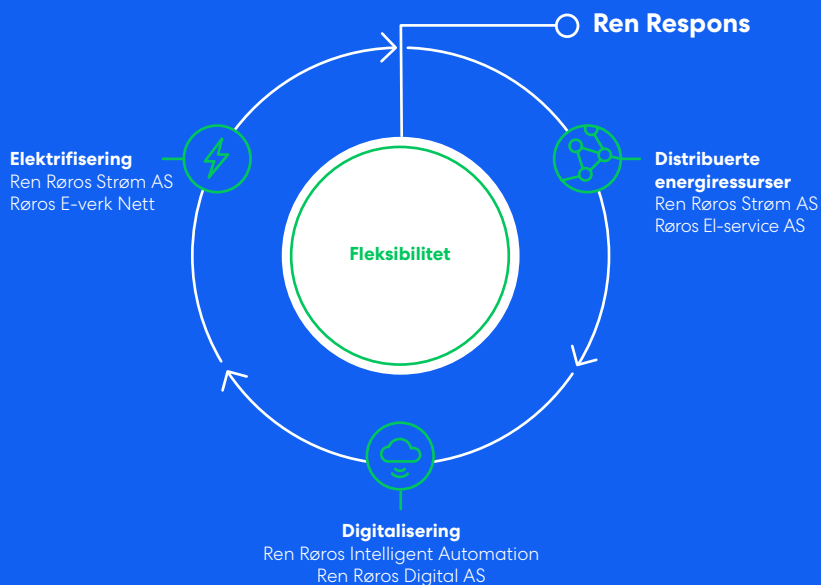 Ren Respons
Elektrifisering
Ren Røros Strøm AS
Røros E-verk Nett
Distribuerte
energiressurser
Ren Røros Strøm AS
Røros El-service AS
Fleksibilitet
Digitalisering
Ren Røros Intelligent Automation
Ren Røros Digital AS